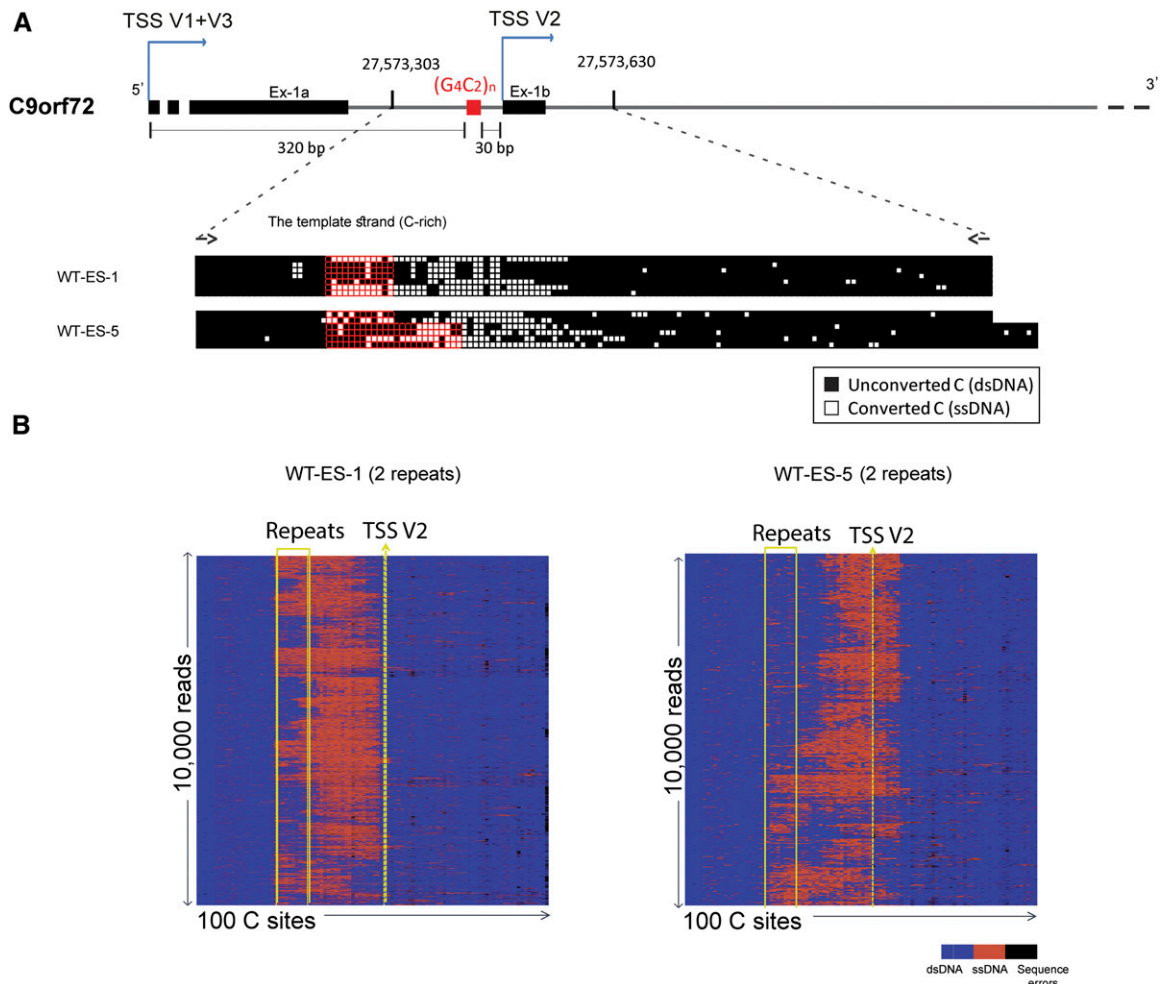 A
TSS V1+V3
TSS V2
27,573,303
(G4C2)n
27,573,630
5’
3’
Ex-1a
Ex-1b
C9orf72
320 bp
30 bp
The template strand (C-rich)
WT-ES-1
WT-ES-5
Unconverted C (dsDNA)
Converted C (ssDNA)
B
WT-ES-1 (2 repeats)
WT-ES-5 (2 repeats)
Repeats
TSS V2
Repeats
TSS V2
10,000 reads
10,000 reads
100 C sites
100 C sites
dsDNA ssDNA Sequence
errors